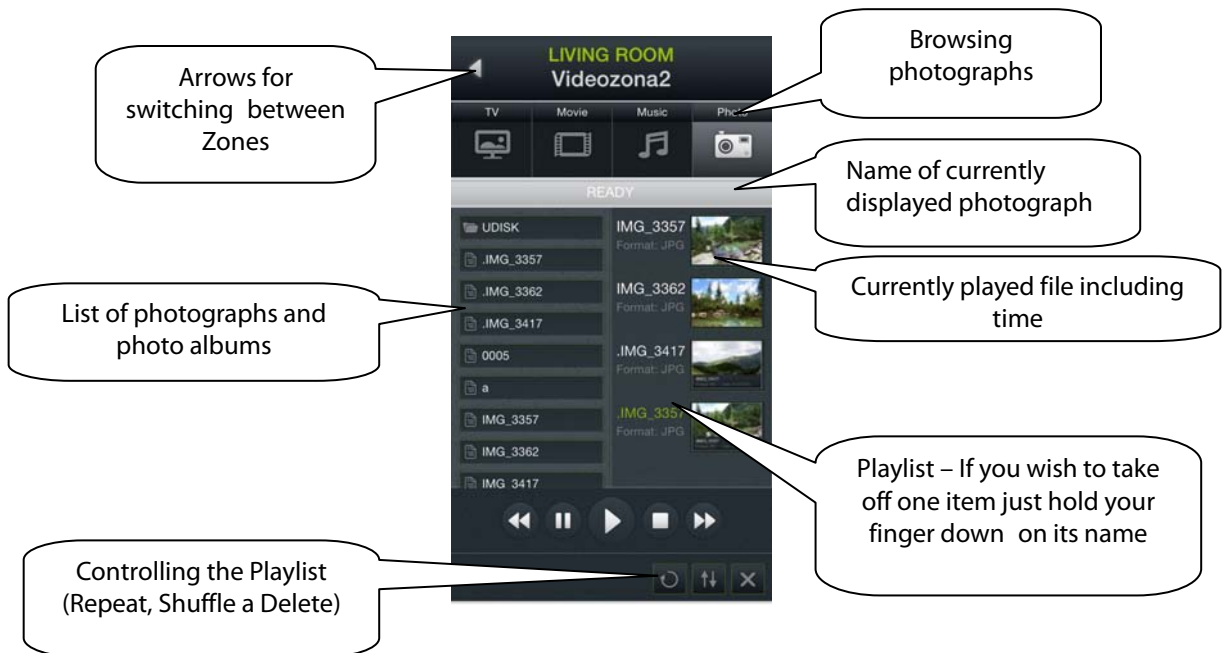 Arrows for
switching between
Zones
List of photographs and
photo albums
Controlling the Playlist
(Repeat, Shuffle a Delete)
LIVING ROOM
Videozona2
TV Movie Music Photo
READY
UDISK
.IMG_3357
.IMG_3362
.IMG_3417
0005
a
IMG_3357
IMG_3362
IMG_3417
IMG_3357
Format: JPG
IMG_3362
Format: JPG
.IMG_3417
Format: JPG
.IMG_3357
Format: JPG
Browsing
photographs
Name of currently
displayed photograph
Currently played file including
time
Playlist – If you wish to take
off one item just hold your
finger down on its name